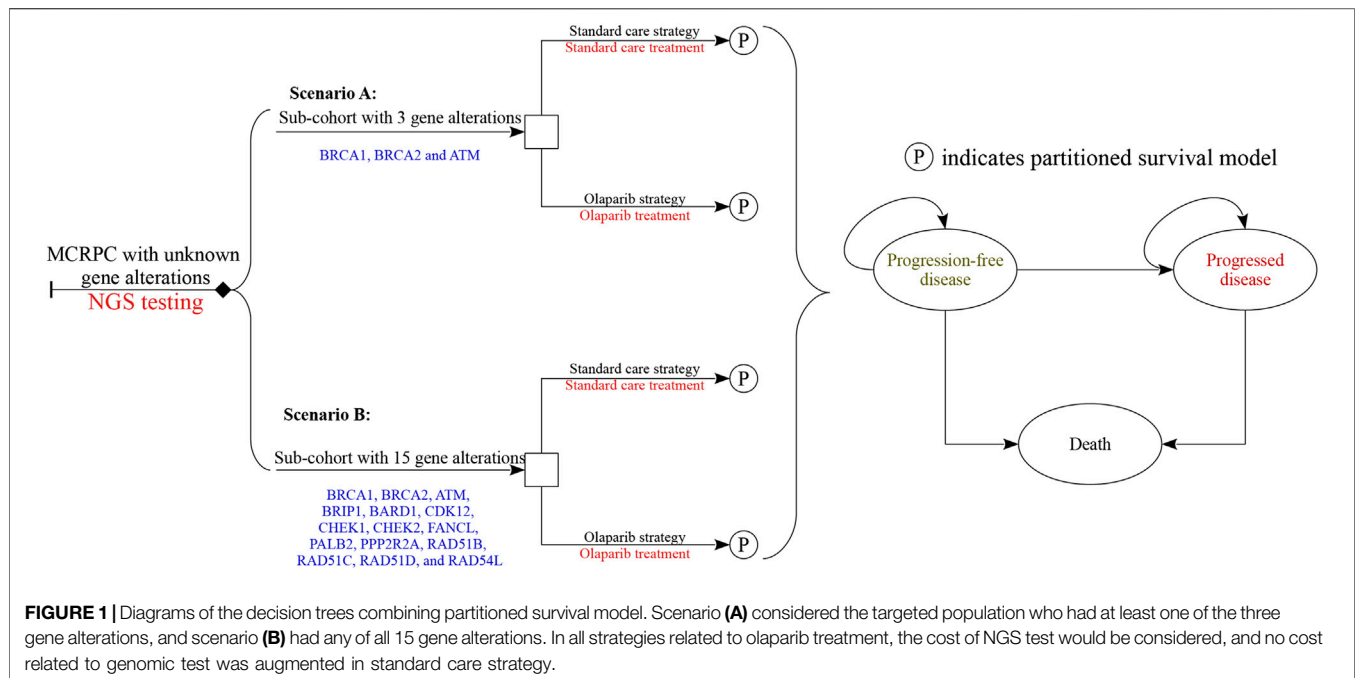 MCRPC with unknown
gene alterations
NGS testing
Scenario A:
Sub-cohort with 3 gene alterations
BRCA1, BRCA2 and ATM
Standard care strategy
Standard care treatment
P
Olaparib strategy
Olaparib treatment
P
Scenario B:
Sub-cohort with 15 gene alterations
BRCA1, BRCA2, ATM,
BRIP1, BARD1, CDK12,
CHEK1, CHEK2, FANCL,
PALB2, PPP2R2A, RAD51B,
RAD51C, RAD51D, and RAD54L
Standard care strategy
Standard care treatment
P
Olaparib strategy
Olaparib treatment
P
P indicates partitioned survival model
Progression-free
disease
Progressed
disease
Death
FIGURE 1 | Diagrams of the decision trees combining partitioned survival model. Scenario (A) considered the targeted population who had at least one of the three
gene alterations, and scenario (B) had any of all 15 gene alterations. In all strategies related to olaparib treatment, the cost of NGS test would be considered, and no cost
related to genomic test was augmented in standard care strategy.